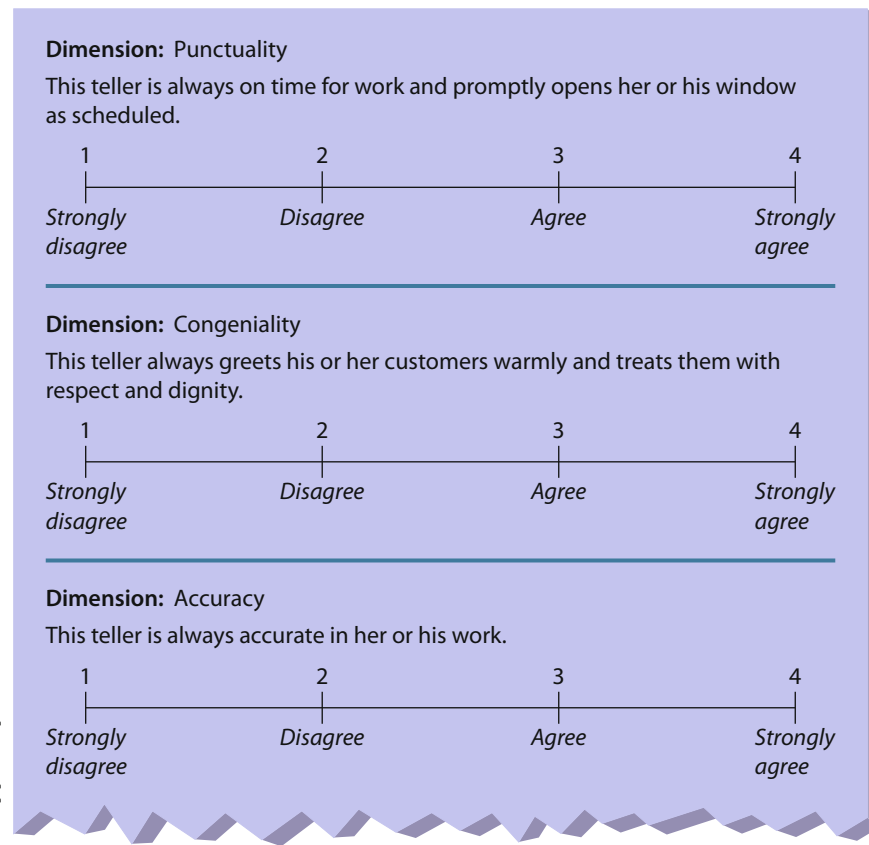 Dimension: Punctuality
This teller is always on time for work and promptly opens her or his window
as scheduled.
1 2 3 4
Strongly Disagree Agree Strongly
disagree agree
Dimension: Congeniality
This teller always greets his or her customers warmly and treats them with
respect and dignity.
1 2 3 4
Strongly Disagree Agree Strongly
disagree agree
Dimension: Accuracy
This teller is always accurate in her or his work.
1 2 3 4
Strongly Disagree Agree Strongly
disagree agree